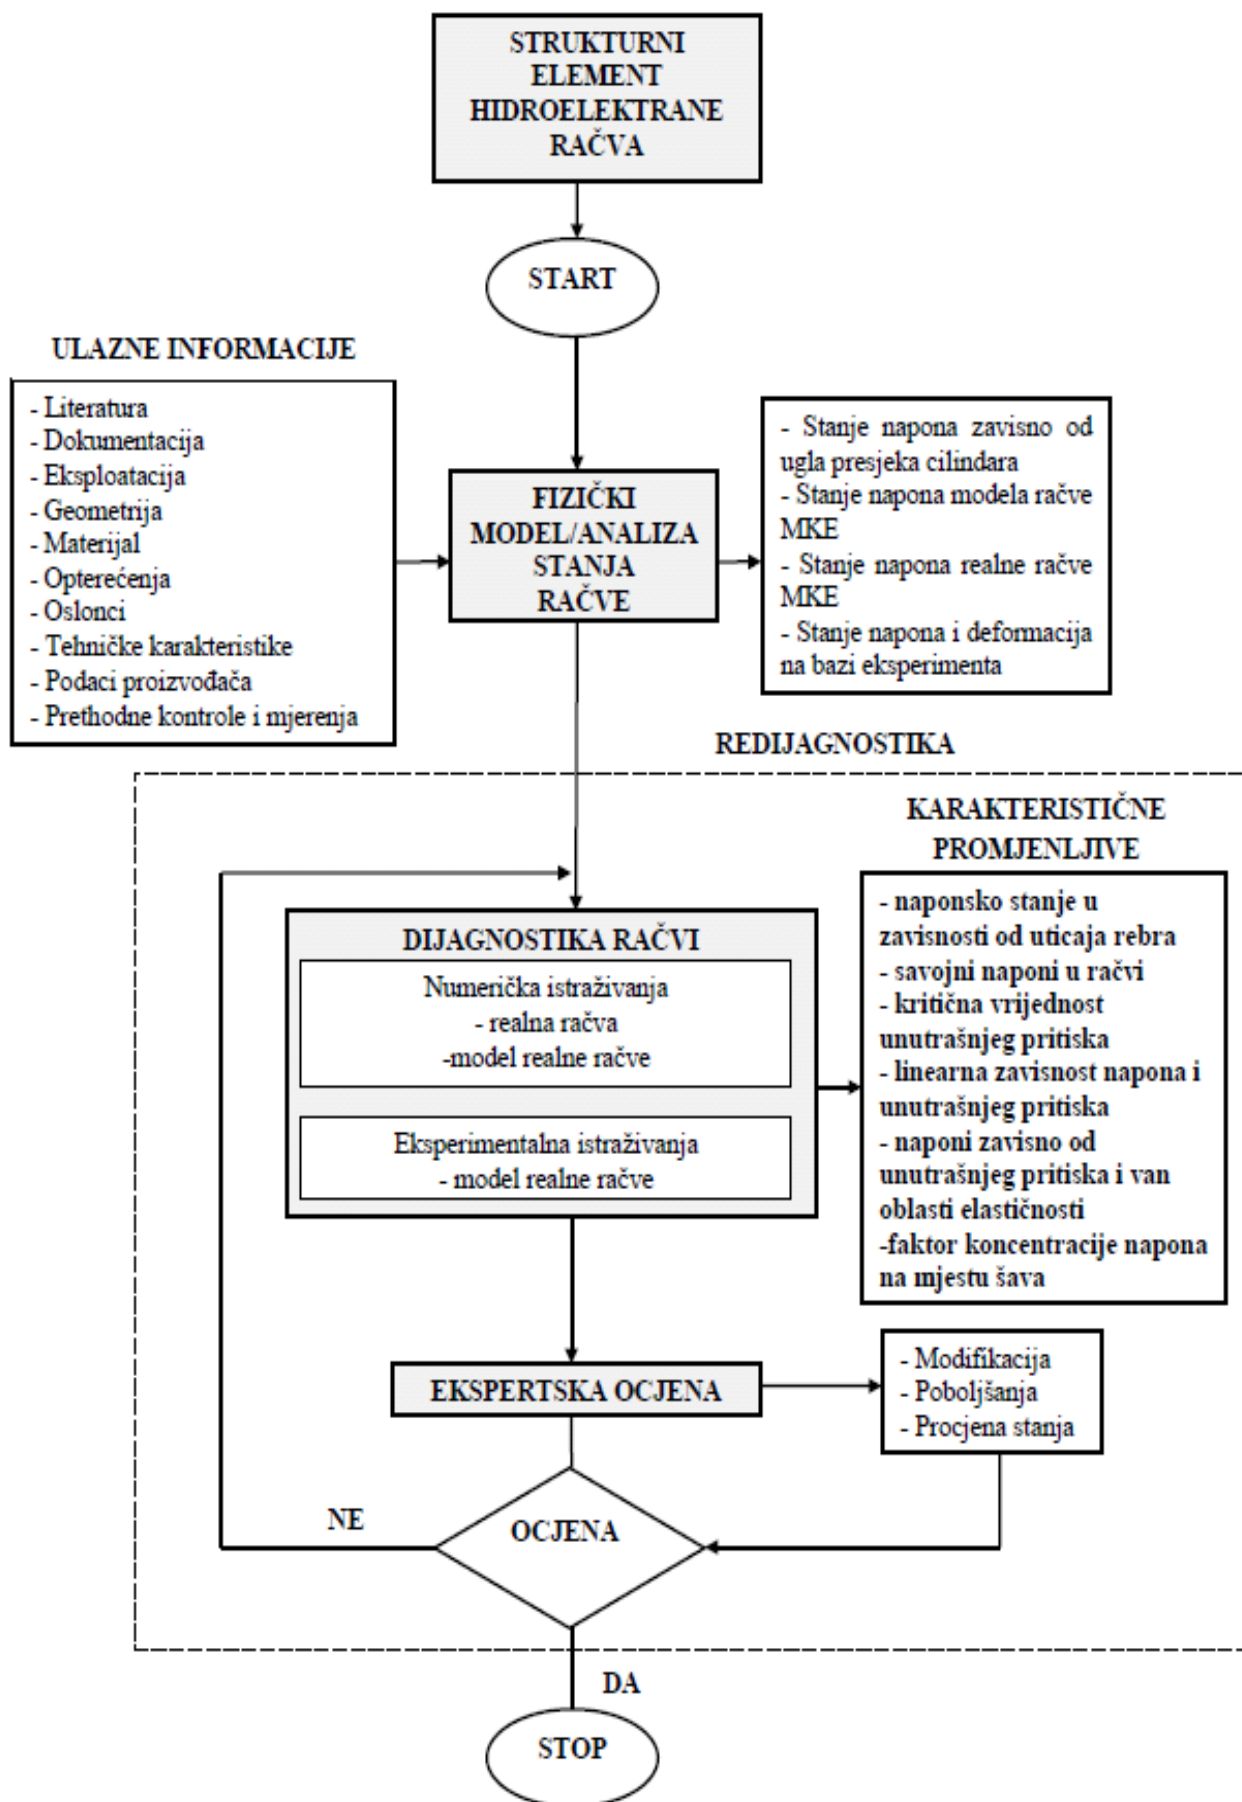 STRUKTURNI
ELEMENT
HIDROELEKTRANE
RAČVA
START
ULAZNE INFORMACIJE
- Literatura
- Dokumentacija
- Eksploatacija
- Geometrija
- Materijal
- Opterećenja
- Oslonci
- Tehničke karakteristike
- Podaci proizvođača
- Prethodne kontrole i mjerenja
FIZIČKI
MODEL/ANALIZA
STANJA
RAČVE
- Stanje napona zavisno od
ugla presjeka cilindara
- Stanje napona modela račve
MKE
- Stanje napona realne račve
MKE
- Stanje napona i deformacija
na bazi eksperimenta
REDIJAGNOSTIKA
DIJAGNOSTIKA RAČVI
Numerička istraživanja
- realna račva
-model realne račve
Eksperimentalna istraživanja
- model realne račve
KARAKTERISTIČNE
PROMJENLJIVE
- naponsko stanje u
zavisnosti od uticaja rebra
- savojni naponi u račvi
- kritična vrijednost
unutrašnjeg pritiska
- linearna zavisnost napona i
unutrašnjeg pritiska
- naponi zavisno od
unutrašnjeg pritiska i van
oblasti elastičnosti
-faktor koncentracije napona
na mjestu šava
EKSPERTSKA OCJENA
- Modifikacija
- Poboljšanja
- Procjena stanja
NE
OCJENA
DA
STOP